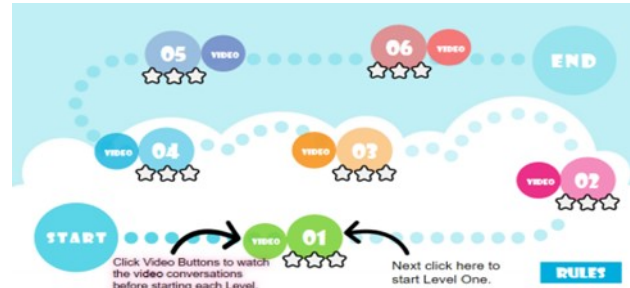 05 VIDEO
06 VIDEO
END
VIDEO 04
VIDEO 03
VIDEO 02
START
VIDEO 01
Click Video Buttons to watch
the video conversations
before starting each Level.
Next click here to
start Level One.
RULES